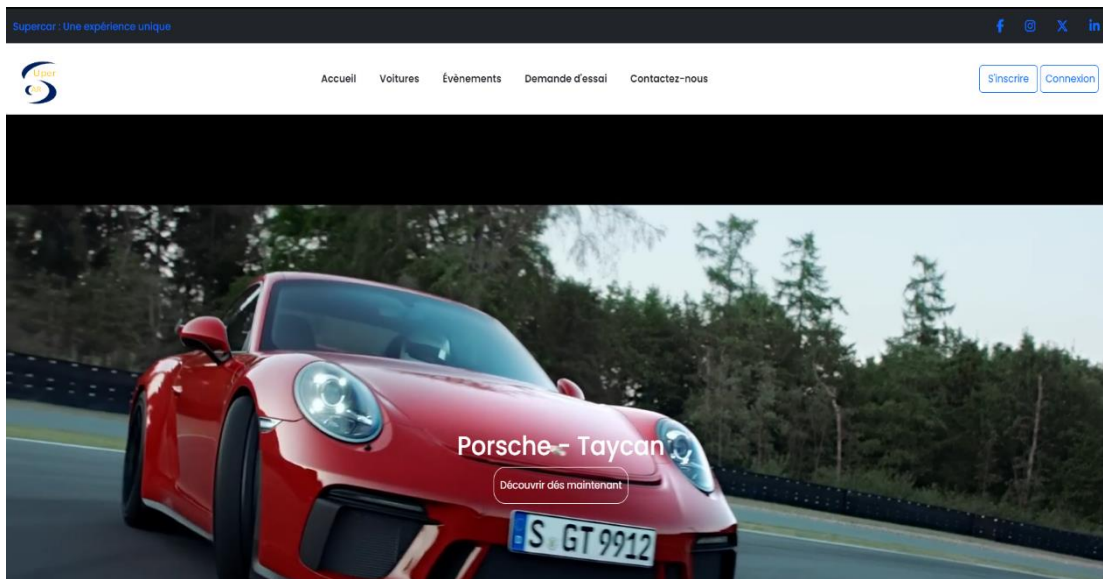 Supercar : Une expérience unique
Uper
Accueil Voitures Évènements Demande d'essai Contactez-nous
S'inscrire Connexion
Porsche - Taycan
Découvrir dés maintenant
S GT 9912